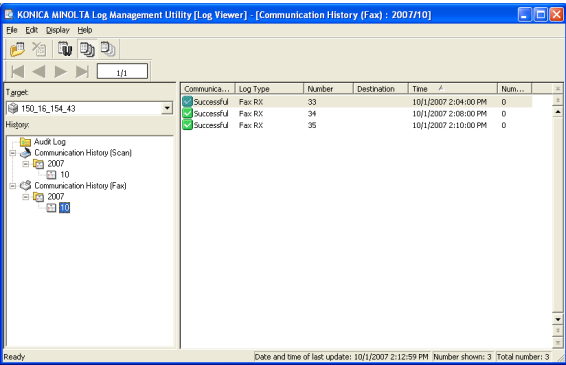 KONICA MINOLTA Log Management Utility [Log Viewer] - [Communication History (Fax) : 2007/10]
File Edit Display Help
1/1
Target:
150_16_154_43
History:
Audit Log
Communication History (Scan)
2007
10
Communication History (Fax)
2007
10
Communica... Log Type Number Destination Time Num...
Successful Fax RX 33 10/1/2007 2:04:00 PM 0
Successful Fax RX 34 10/1/2007 2:08:00 PM 0
Successful Fax RX 35 10/1/2007 2:10:00 PM 0
Ready Date and time of last update: 10/1/2007 2:12:59 PM Number shown: 3 Total number: 3